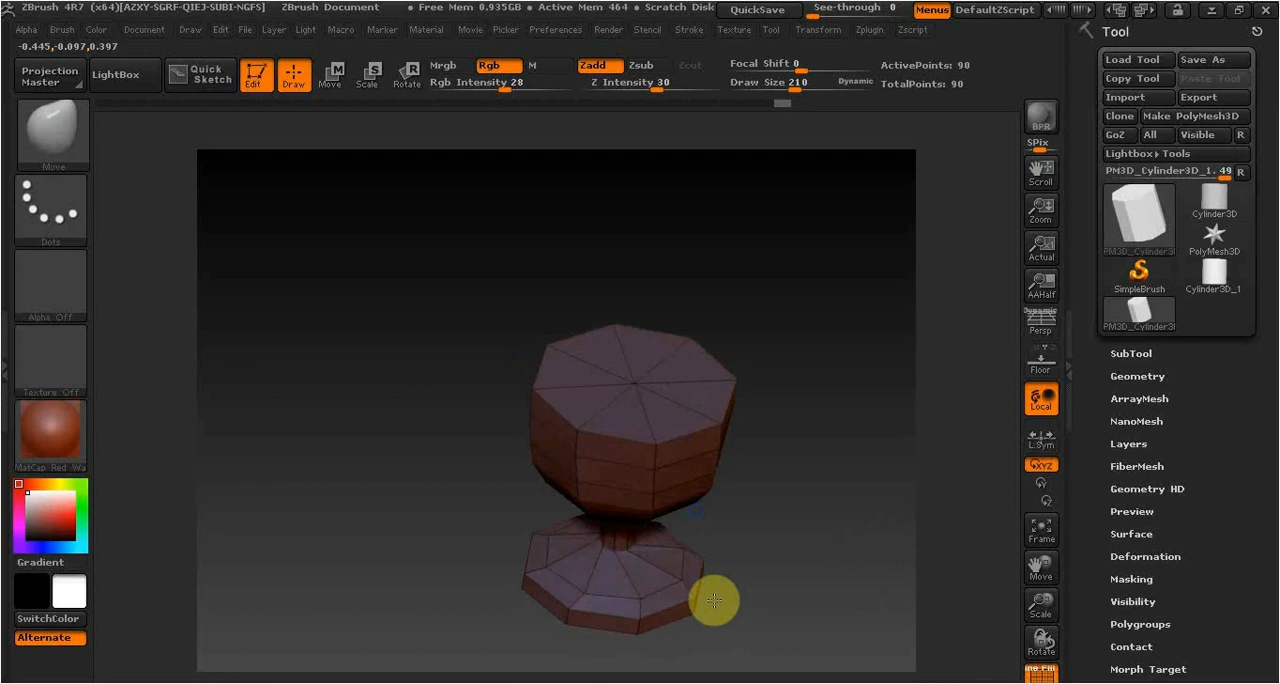 ZBrush 4R7 (x64)[AZXY-SGRF-QIEJ-SUBI-NGFS] ZBrush Document • Free Mem 0.935GB • Active Mem 464 • Scratch Disk QuickSave See-through 0 Menus DefaultZScript
Alpha Brush Color Document Edit File Layer Light Macro Marker Material Movie Picker Preferences Render Stencil Stroke Texture Tool Transform Zplugin Zscript
-0.445,-0.097,0.397
Projection Master
LightBox
Quick Sketch
Edit
Draw
Move
Scale
Rotate
Mrgb Rgb M
Rgb Intensity 28
Zadd Zsub Zcut
Z Intensity 30
Focal Shift 0
Draw Size 210 Dynamic
ActivePoints: 90
TotalPoints: 90
Move
Dots
Alpha Off
Texture Off
MatCap Red Wa
Gradient
SwitchColor
Alternate
BPR
SPix
Scroll
Zoom
Actual
AAHalf
Dynamic
Persp
Floor
Local
L.Sym
XYZ
Frame
Move
Scale
Rotate
Tool
Load Tool Save As
Copy Tool Paste Tool
Import Export
Clone Make PolyMesh3D
GoZ All Visible R
Lightbox▸Tools
PM3D_Cylinder3D_1. 49 R
PM3D_Cylinder3I
Cylinder3D
PolyMesh3D
SimpleBrush
Cylinder3D_1
PM3D_Cylinder3I
SubTool
Geometry
ArrayMesh
NanoMesh
Layers
FiberMesh
Geometry HD
Preview
Surface
Deformation
Masking
Visibility
Polygroups
Contact
Morph Target